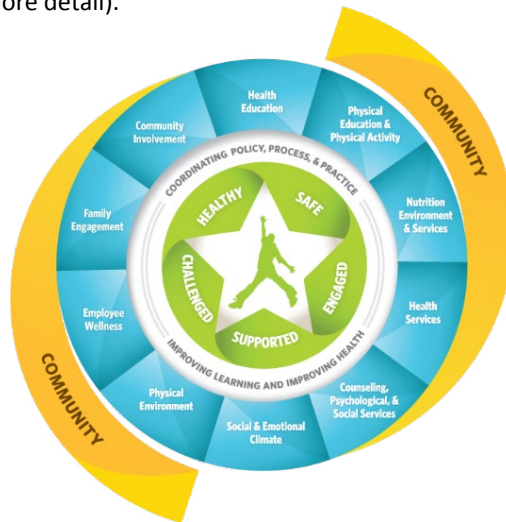 ore detail).
COMMUNITY
Health
Education
Physical
Education &
Physical Activity
Nutrition
Environment
& Services
Health
Services
Counseling,
Psychological, &
Social Services
Social & Emotional
Climate
Physical
Environment
Employee
Wellness
Family
Engagement
Community
Involvement
COORDINATING POLICY, PROCESS, & PRACTICE
IMPROVING LEARNING AND IMPROVING HEALTH
HEALTHY
SAFE
ENGAGED
SUPPORTED
CHALLENGED
COMMUNITY